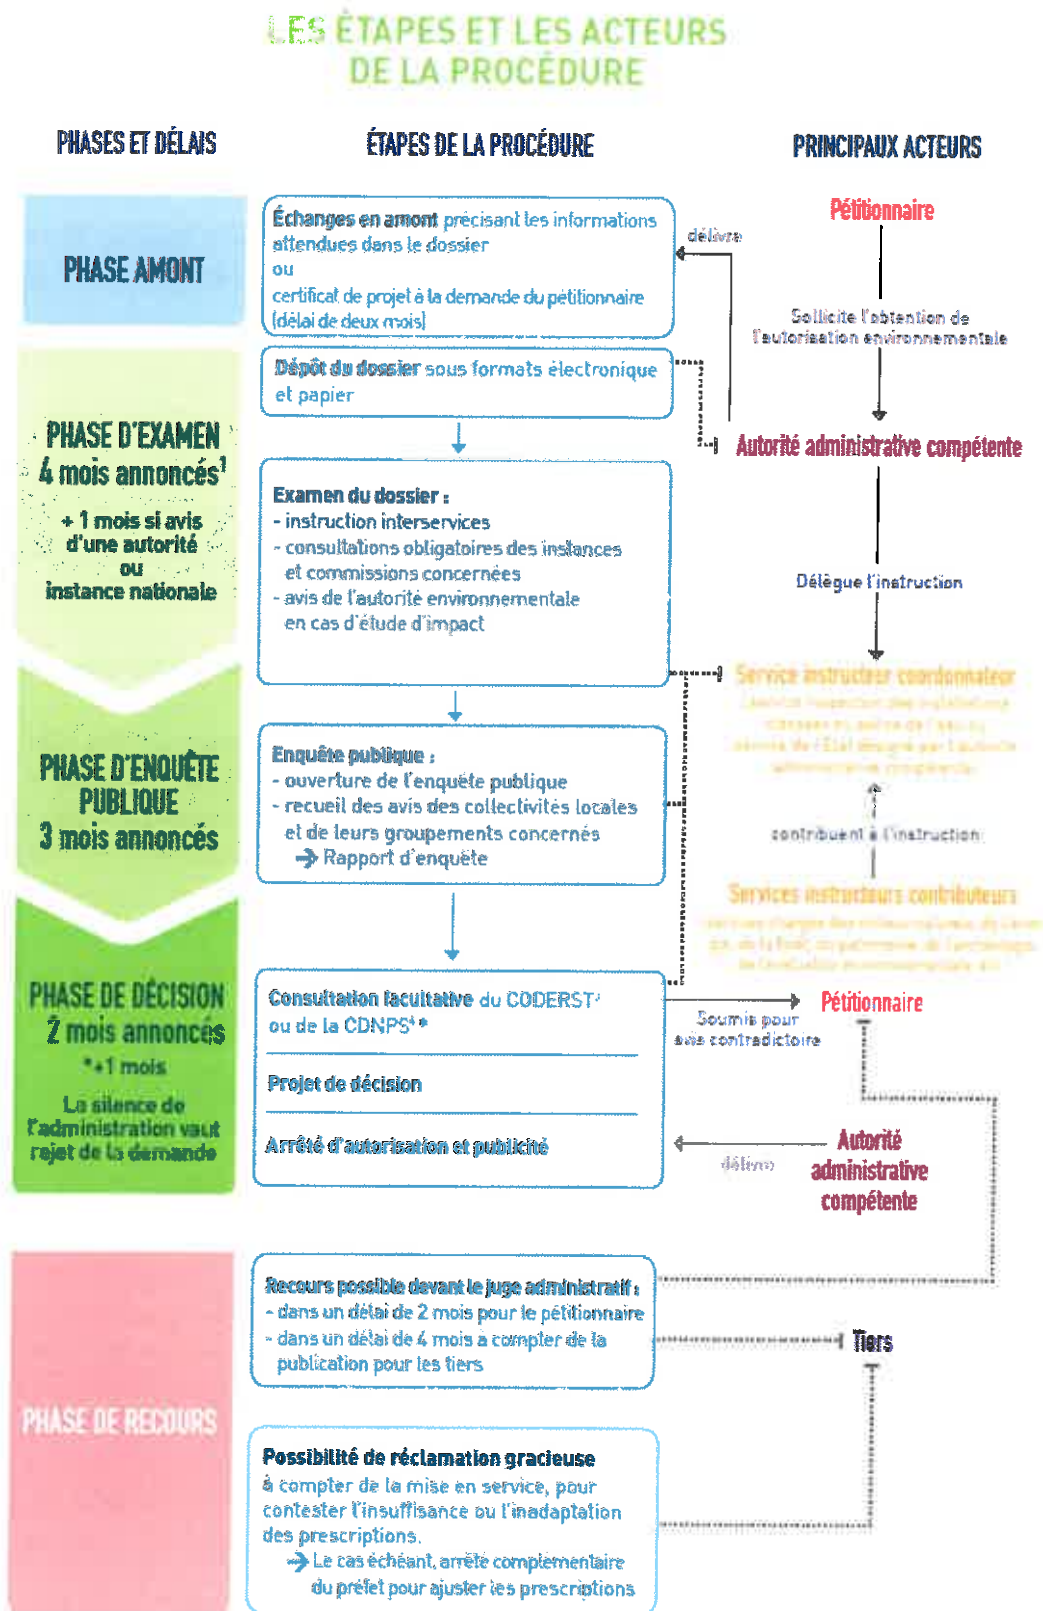 LES ÉTAPES ET LES ACTEURS
DE LA PROCÉDURE
PHASES ET DÉLAIS
ÉTAPES DE LA PROCÉDURE
PRINCIPAUX ACTEURS
PHASE AMONT
Échanges en amont précisant les informations
attendues dans le dossier
ou
certificat de projet à la demande du pétitionnaire
(délai de deux mois)
délivre
Pétitionnaire
Sollicite l'obtention de
l'autorisation environnementale
Dépôt du dossier sous formats électronique
et papier
Autorité administrative compétente
PHASE D'EXAMEN
4 mois annoncés¹
+ 1 mois si avis
d'une autorité
ou
instance nationale
Examen du dossier :
- instruction interservices
- consultations obligatoires des instances
et commissions concernées
- avis de l'autorité environnementale
en cas d'étude d'impact
Délègue l'instruction
Service instructeur coordonnateur
service de l'État désigné par l'autorité
administrative compétente
PHASE D'ENQUÊTE
PUBLIQUE
3 mois annoncés
Enquête publique :
- ouverture de l'enquête publique
- recueil des avis des collectivités locales
et de leurs groupements concernés
→ Rapport d'enquête
contribuent à l'instruction
Services instructeurs contributeurs
PHASE DE DÉCISION
2 mois annoncés
*+1 mois
Le silence de
l'administration vaut
rejet de la demande
Consultation facultative du CODERST
ou de la CDNPS *
Projet de décision
Arrêté d'autorisation et publicité
Soumis pour
avis contradictoire
Pétitionnaire
délivre
Autorité
administrative
compétente
PHASE DE RECOURS
Recours possible devant le juge administratif :
- dans un délai de 2 mois pour le pétitionnaire
- dans un délai de 4 mois à compter de la
publication pour les tiers
Tiers
Possibilité de réclamation gracieuse
à compter de la mise en service, pour
contester l'insuffisance ou l'inadaptation
des prescriptions.
→ Le cas échéant, arrêté complémentaire
du préfet pour ajuster les prescriptions